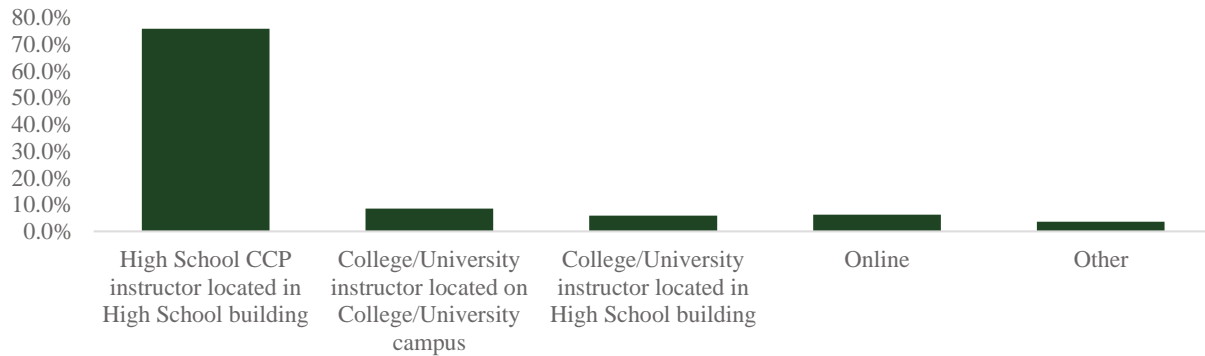 80.0%
70.0%
60.0%
50.0%
40.0%
30.0%
20.0%
10.0%
0.0%
High School CCP
instructor located in
High School building
College/University
instructor located on
College/University
campus
College/University
instructor located in
High School building
Online
Other